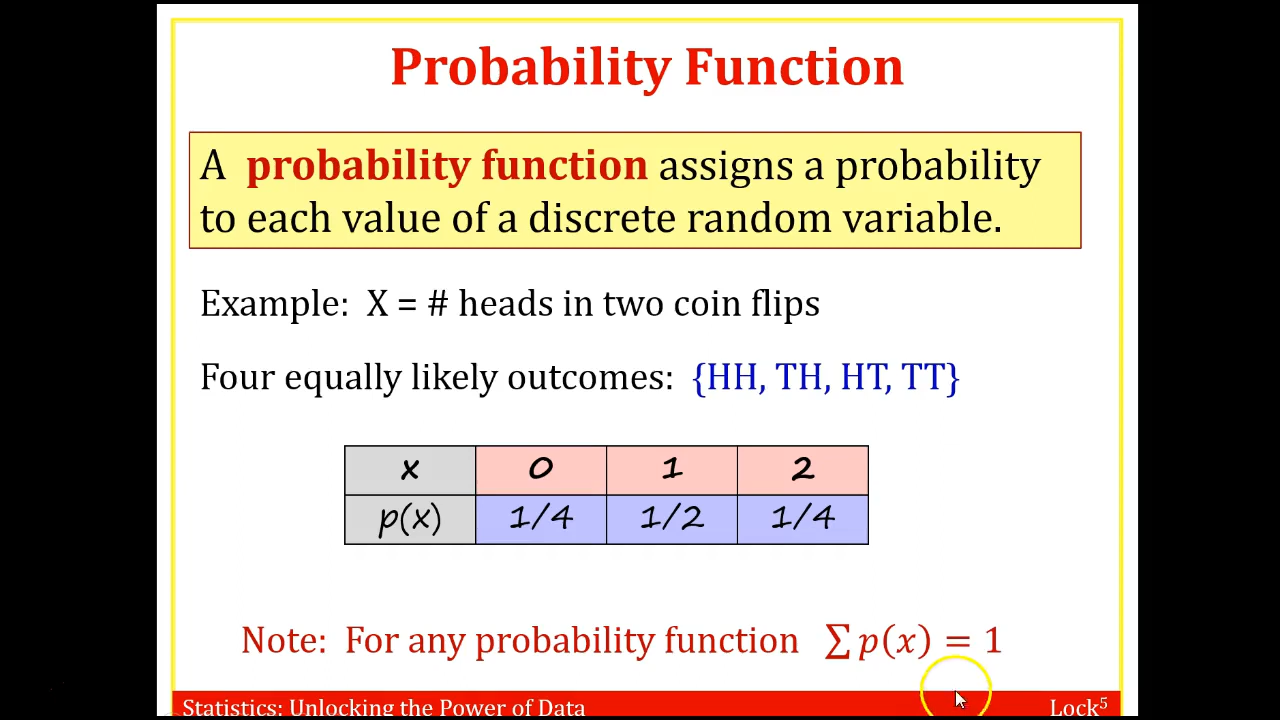 Probability Function
A probability function assigns a probability
to each value of a discrete random variable.
Example: X = # heads in two coin flips
Four equally likely outcomes: {HH, TH, HT, TT}
x 0 1 2
p(x) 1/4 1/2 1/4
Note: For any probability function ∑ p(x) = 1
Statistics: Unlocking the Power of Data Lock⁵